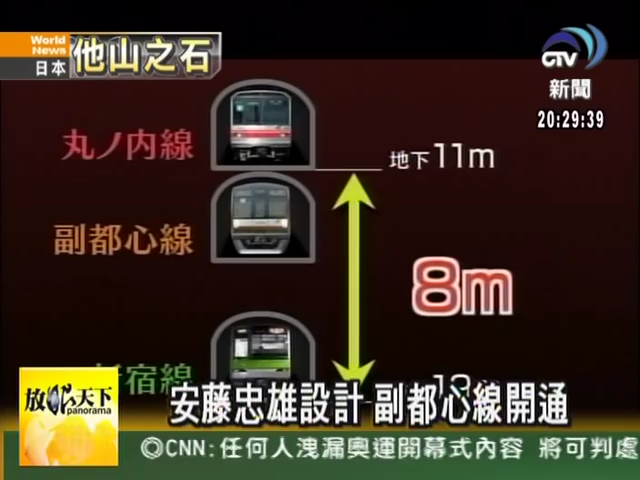 World News
日本
他山之石
CTV
新聞
20:29:39
丸ノ内線
地下11m
副都心線
8m
新宿線
放眼天下
panorama
安藤忠雄設計 副都心線開通
◎CNN:任何人洩漏奧運開幕式內容 將可判處